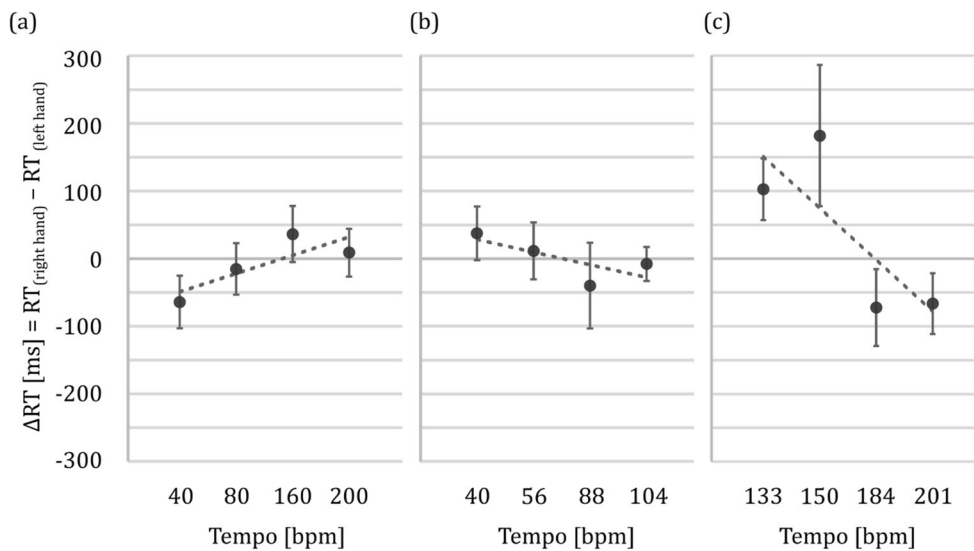 (a) (b) (c)
ΔRT [ms] = RT(right hand) − RT(left hand)
300
200
100
0
-100
-200
-300
40 80 160 200
40 56 88 104
133 150 184 201
Tempo [bpm] Tempo [bpm] Tempo [bpm]